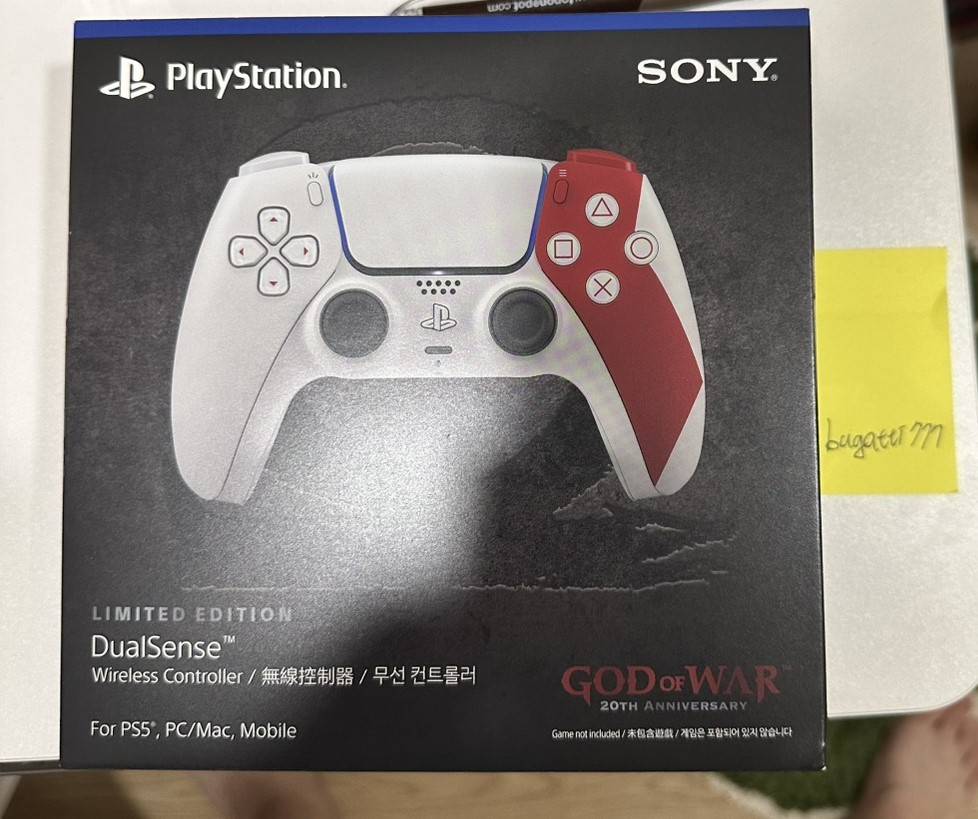 PlayStation®
SONY®
LIMITED EDITION
DualSense™
Wireless Controller / 無線控制器 / 무선 컨트롤러
For PS5®, PC/Mac, Mobile
GOD OF WAR™
20TH ANNIVERSARY
Game not included / 未包含遊戲 / 게임은 포함되어 있지 않습니다